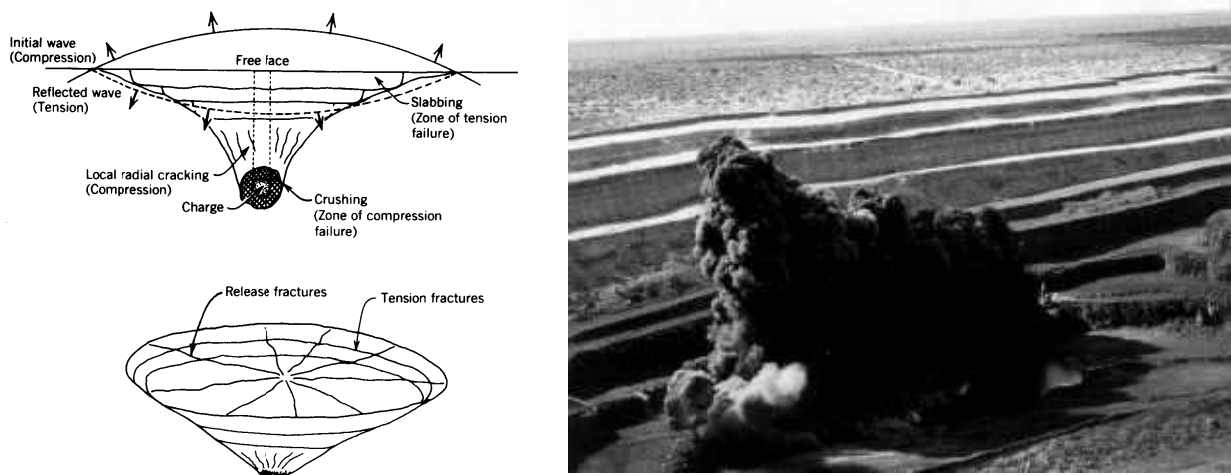 Initial wave
(Compression)
Free face
Reflected wave
(Tension)
Slabbing
(Zone of tension
failure)
Local radial cracking
(Compression)
Charge
Crushing
(Zone of compression
failure)
Release fractures
Tension fractures